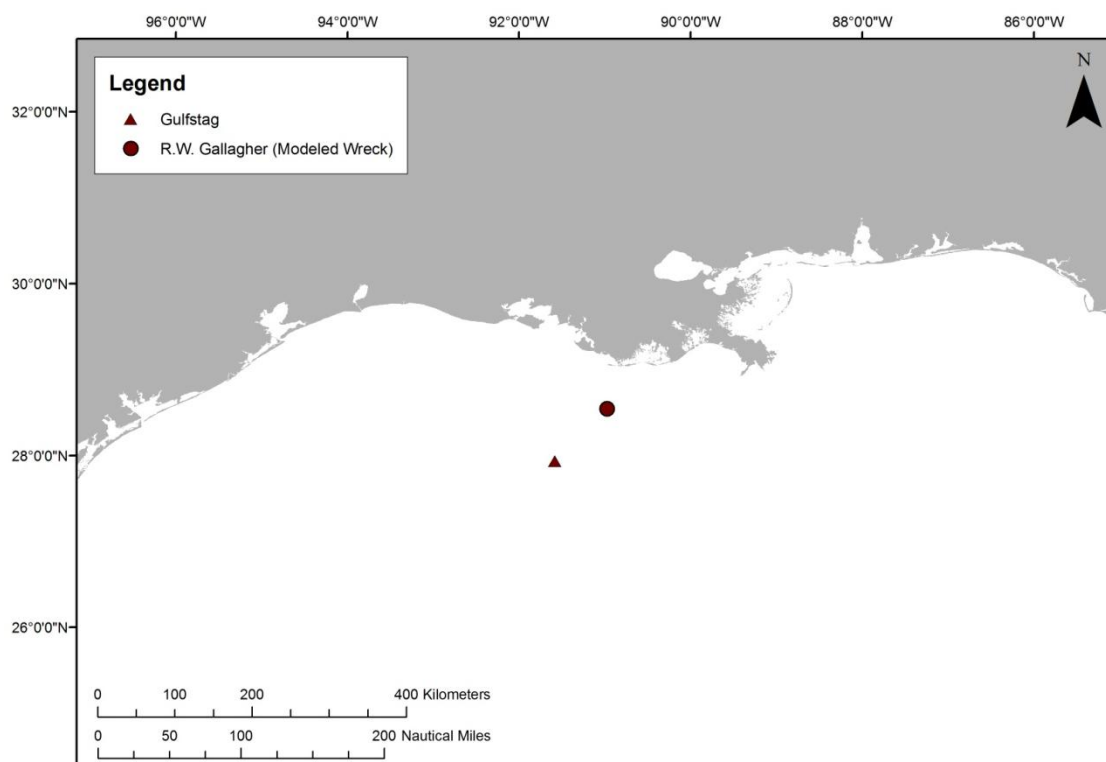 96°0'0"W 94°0'0"W 92°0'0"W 90°0'0"W 88°0'0"W 86°0'0"W
N
Legend
Gulfstag
R.W. Gallagher (Modeled Wreck)
32°0'0"N
30°0'0"N
28°0'0"N
26°0'0"N
0 100 200 400 Kilometers
0 50 100 200 Nautical Miles